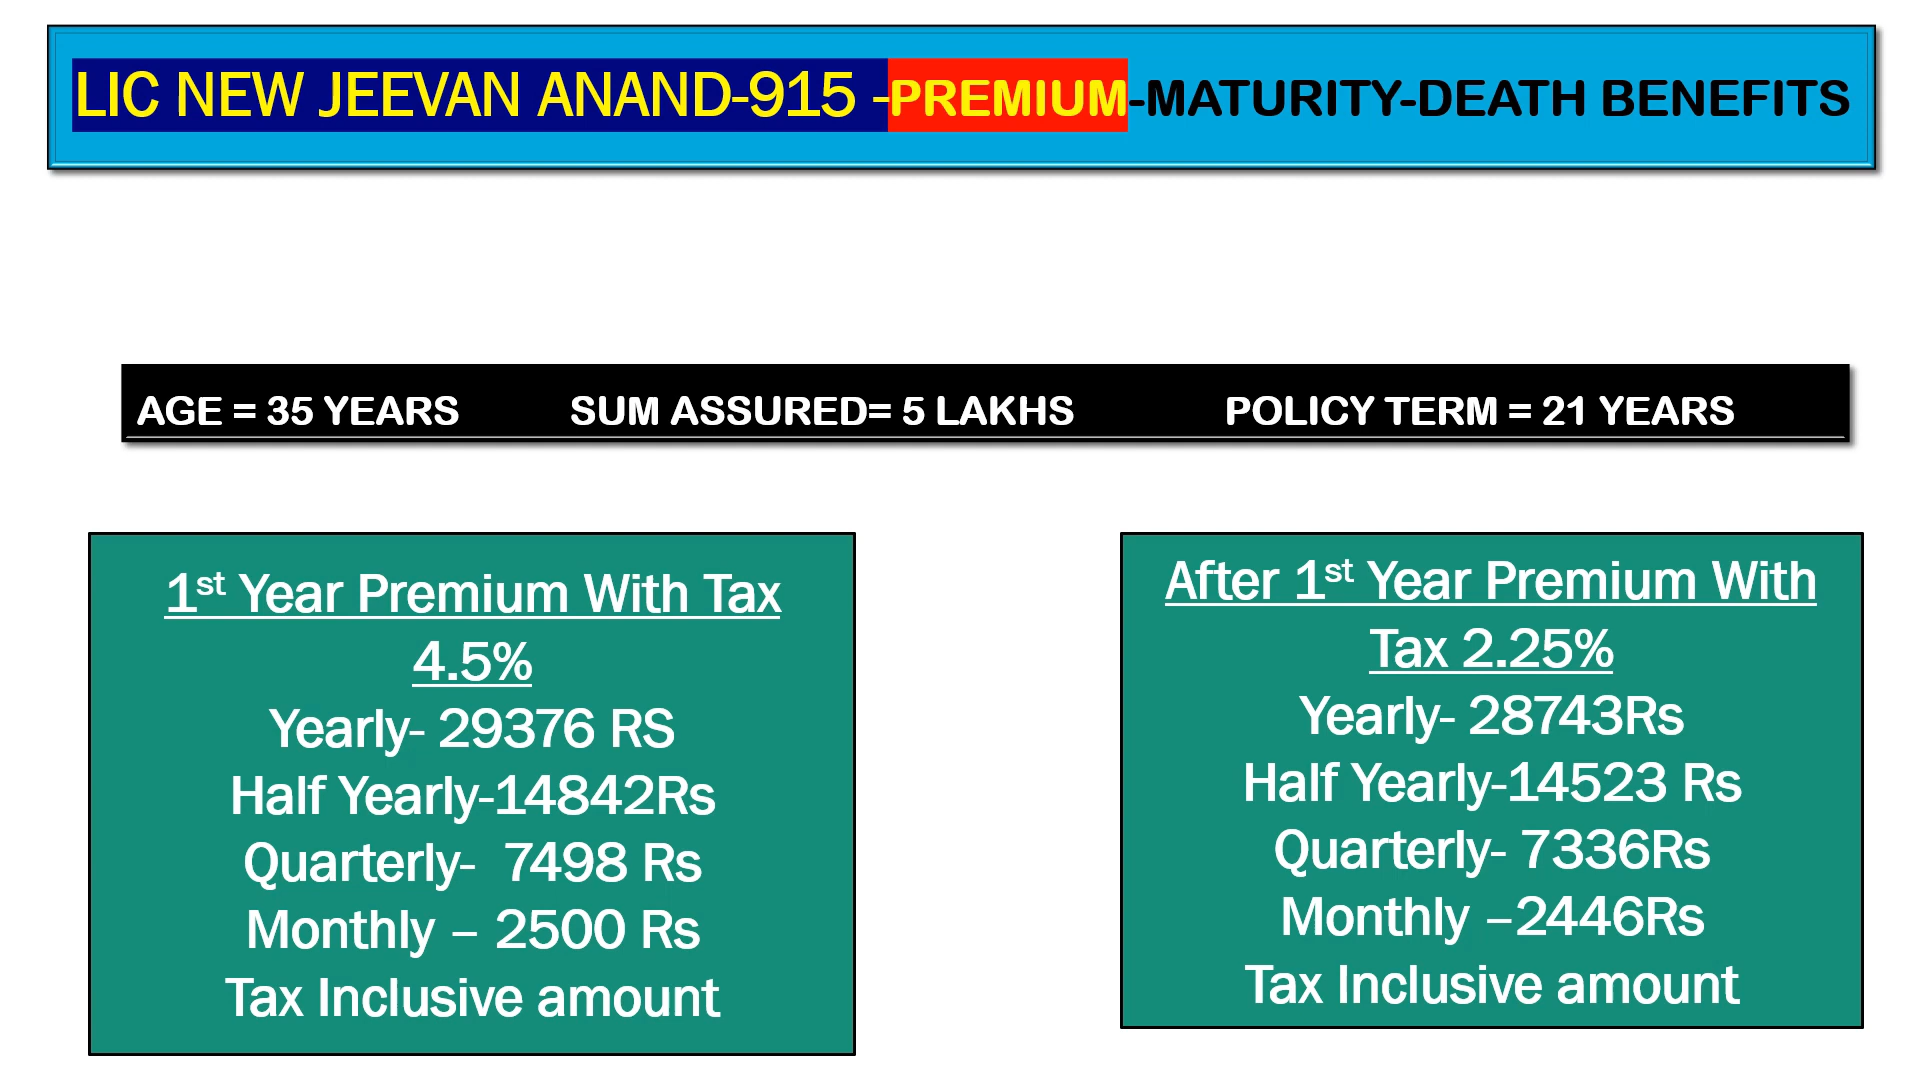 LIC NEW JEEVAN ANAND-915 -PREMIUM-MATURITY-DEATH BENEFITS
AGE = 35 YEARS SUM ASSURED= 5 LAKHS POLICY TERM = 21 YEARS
1st Year Premium With Tax
4.5%
Yearly- 29376 RS
Half Yearly-14842Rs
Quarterly- 7498 Rs
Monthly – 2500 Rs
Tax Inclusive amount
After 1st Year Premium With
Tax 2.25%
Yearly- 28743Rs
Half Yearly-14523 Rs
Quarterly- 7336Rs
Monthly –2446Rs
Tax Inclusive amount